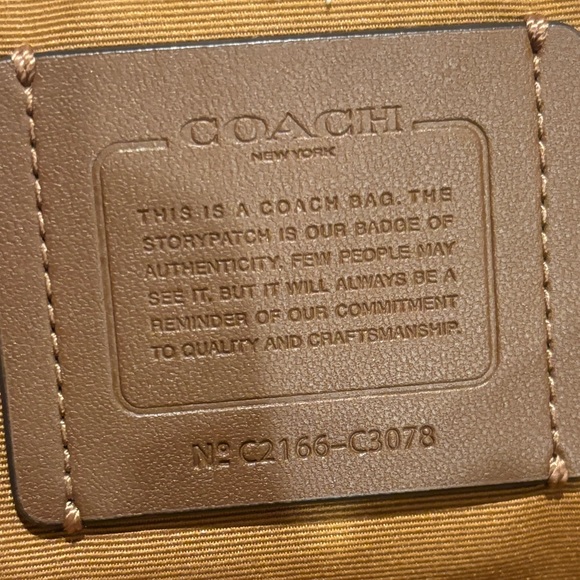 COACH
NEW YORK
THIS IS A COACH BAG. THE
STORYPATCH IS OUR BADGE OF
AUTHENTICITY. FEW PEOPLE MAY
SEE IT, BUT IT WILL ALWAYS BE A
REMINDER OF OUR COMMITMENT
TO QUALITY AND CRAFTSMANSHIP.
Nº C2166-C3078